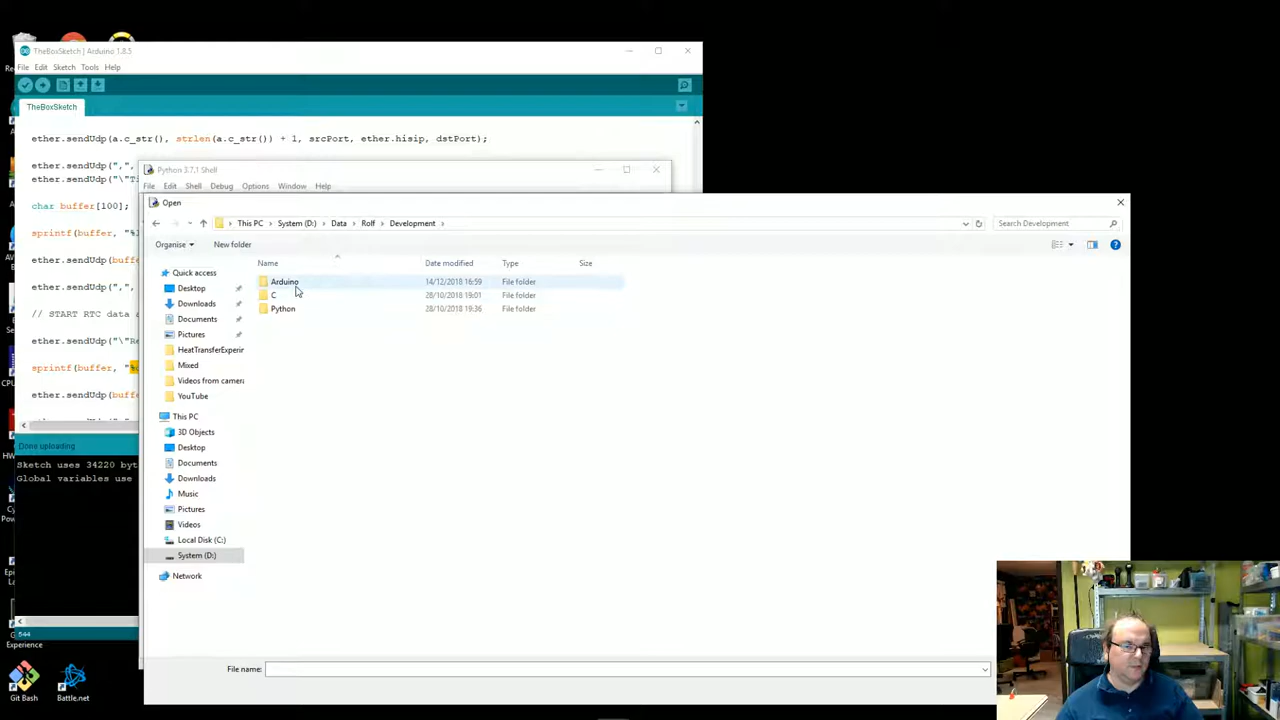 TheBoxSketch | Arduino 1.8.5
File Edit Sketch Tools Help
TheBoxSketch
ether.sendUdp(a.c_str(), strlen(a.c_str()) + 1, srcPort, ether.hisip, dstPort);
ether.sendUdp(",",
ether.sendUdp("\"Ti
char buffer[100];
sprintf(buffer, "%l
ether.sendUdp(buffe
ether.sendUdp(",",
// START RTC data a
ether.sendUdp("\"Re
sprintf(buffer, "%
ether.sendUdp(buffe
Done uploading
Sketch uses 34220 byt
Global variables use
544
Python 3.7.1 Shell
File Edit Shell Debug Options Window Help
Open
This PC > System (D:) > Data > Rolf > Development >
Search Development
Organise New folder
Name Date modified Type Size
Arduino 14/12/2018 16:59 File folder
C 28/10/2018 19:01 File folder
Python 28/10/2018 19:36 File folder
Quick access
Desktop
Downloads
Documents
Pictures
HeatTransferExperin
Mixed
Videos from camera
YouTube
This PC
3D Objects
Desktop
Documents
Downloads
Music
Pictures
Videos
Local Disk (C:)
System (D:)
Network
File name:
Experience
Git Bash
Battle.net